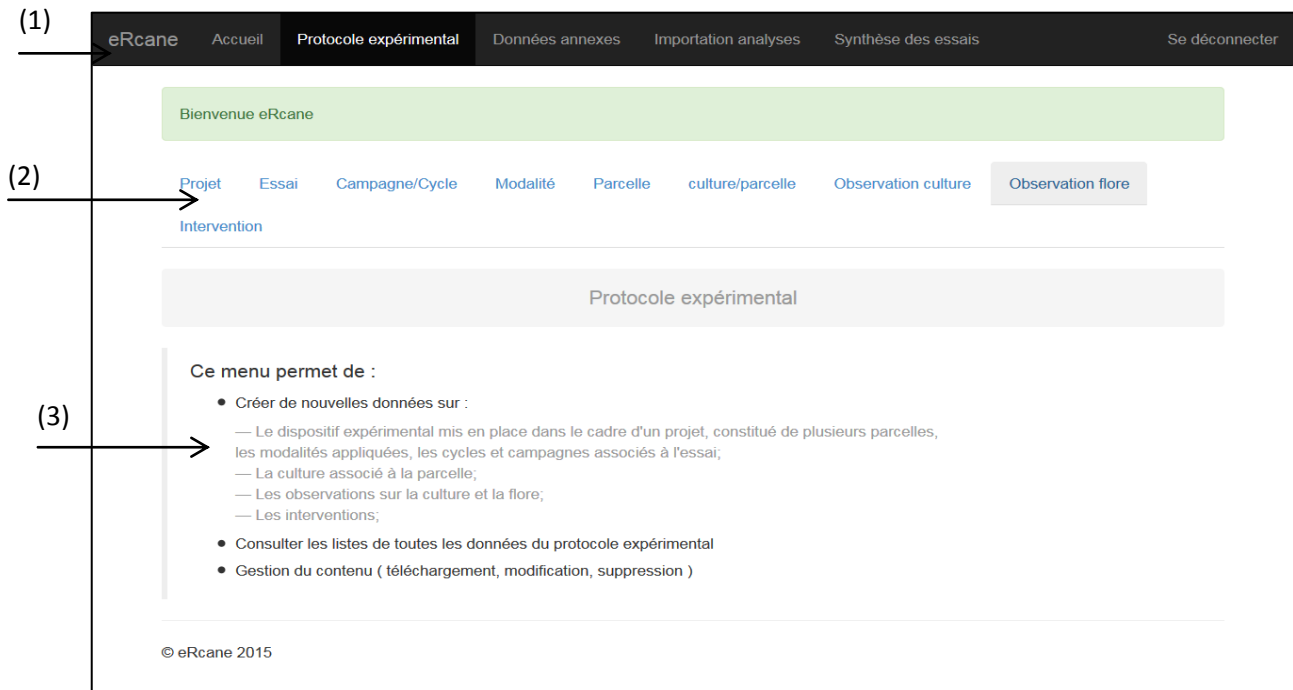 (1)
eRcane Accueil Protocole expérimental Données annexes Importation analyses Synthèse des essais Se déconnecter
Bienvenue eRcane
(2)
Projet Essai Campagne/Cycle Modalité Parcelle culture/parcelle Observation culture Observation flore
Intervention
Protocole expérimental
Ce menu permet de :
● Créer de nouvelles données sur :
(3)
— Le dispositif expérimental mis en place dans le cadre d'un projet, constitué de plusieurs parcelles,
les modalités appliquées, les cycles et campagnes associés à l'essai;
— La culture associé à la parcelle;
— Les observations sur la culture et la flore;
— Les interventions;
● Consulter les listes de toutes les données du protocole expérimental
● Gestion du contenu ( téléchargement, modification, suppression )
© eRcane 2015